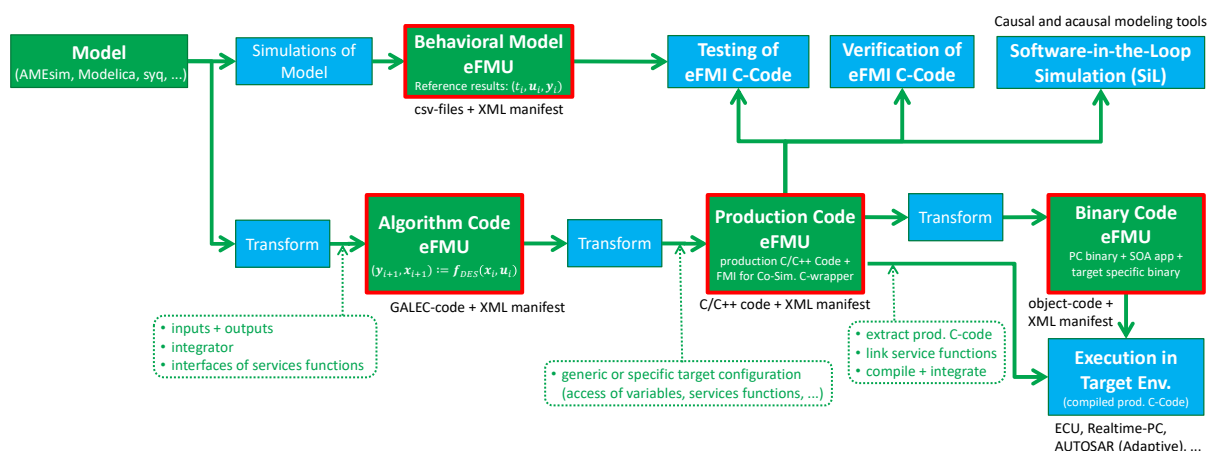 Causal and acausal modeling tools
Model
(AMEsim, Modelica, syq, ...)
Simulations of
Model
Behavioral Model
eFMU
Reference results: (tᵢ, uᵢ, yᵢ)
csv-files + XML manifest
Testing of
eFMI C-Code
Verification of
eFMI C-Code
Software-in-the-Loop
Simulation (SiL)
Transform
Algorithm Code
eFMU
(yᵢ₊₁, xᵢ₊₁) := f_DES(xᵢ, uᵢ)
GALEC-code + XML manifest
Transform
Production Code
eFMU
production C/C++ Code +
FMI for Co-Sim. C-wrapper
C/C++ code + XML manifest
Transform
Binary Code
eFMU
PC binary + SOA app +
target specific binary
object-code +
XML manifest
• inputs + outputs
• integrator
• interfaces of services functions
• generic or specific target configuration
(access of variables, services functions, ...)
• extract prod. C-code
• link service functions
• compile + integrate
Execution in
Target Env.
(compiled prod. C-Code)
ECU, Realtime-PC,
AUTOSAR (Adaptive), ...